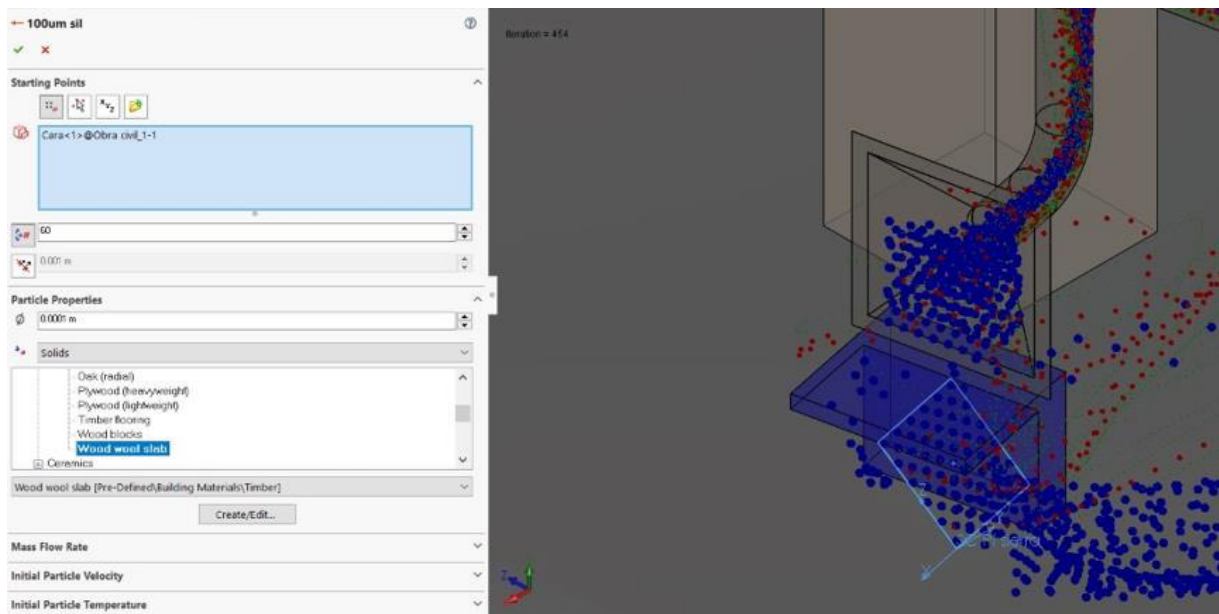 100um sil
Starting Points
Cara<1>@Obra civil_1-1
60
0.001 m
Particle Properties
0.0001 m
Solids
Oak (radial)
Plywood (heavyweight)
Plywood (lightweight)
Timber flooring
Wood blocks
Wood wool slab
Ceramics
Wood wool slab [Pre-Defined\Building Materials\Timber]
Create/Edit...
Mass Flow Rate
Initial Particle Velocity
Initial Particle Temperature
Iteration = 454
Z